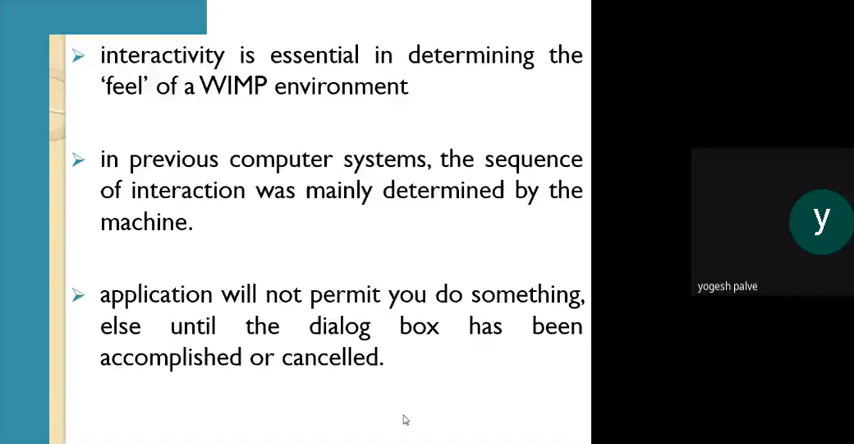 interactivity is essential in determining the
‘feel’ of a WIMP environment
in previous computer systems, the sequence
of interaction was mainly determined by the
machine.
application will not permit you do something,
else until the dialog box has been
accomplished or cancelled.
y
yogesh palve